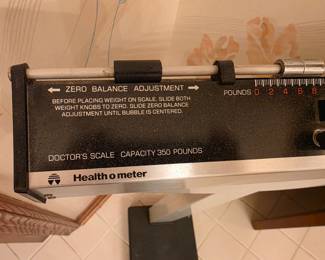 ← ZERO BALANCE ADJUSTMENT →
BEFORE PLACING WEIGHT ON SCALE, SLIDE BOTH
WEIGHT KNOBS TO ZERO. SLIDE ZERO BALANCE
ADJUSTMENT UNTIL BUBBLE IS CENTERED.
POUNDS 0 2 4 6 8
DOCTOR'S SCALE CAPACITY 350 POUNDS
Health o meter